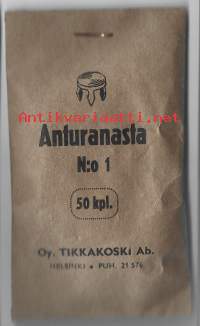 Antikvariaatti.net
Anturanasta
N:o 1
50 kpl.
Oy. TIKKAKOSKI Ab.
HELSINKI • PUH. 21 576